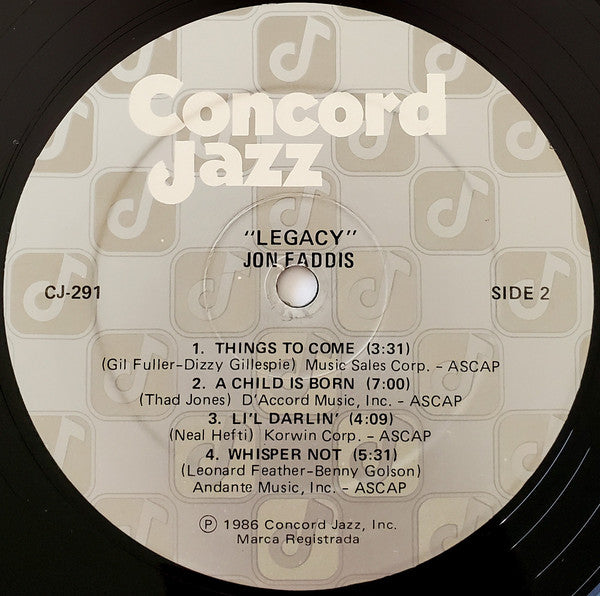 Concord
Jazz
"LEGACY"
JON FADDIS
CJ-291
SIDE 2
1. THINGS TO COME (3:31)
(Gil Fuller-Dizzy Gillespie) Music Sales Corp. - ASCAP
2. A CHILD IS BORN (7:00)
(Thad Jones) D'Accord Music, Inc. - ASCAP
3. LI'L DARLIN' (4:09)
(Neal Hefti) Korwin Corp. - ASCAP
4. WHISPER NOT (5:31)
(Leonard Feather-Benny Golson)
Andante Music, Inc. - ASCAP
Ⓟ 1986 Concord Jazz, Inc.
Marca Registrada